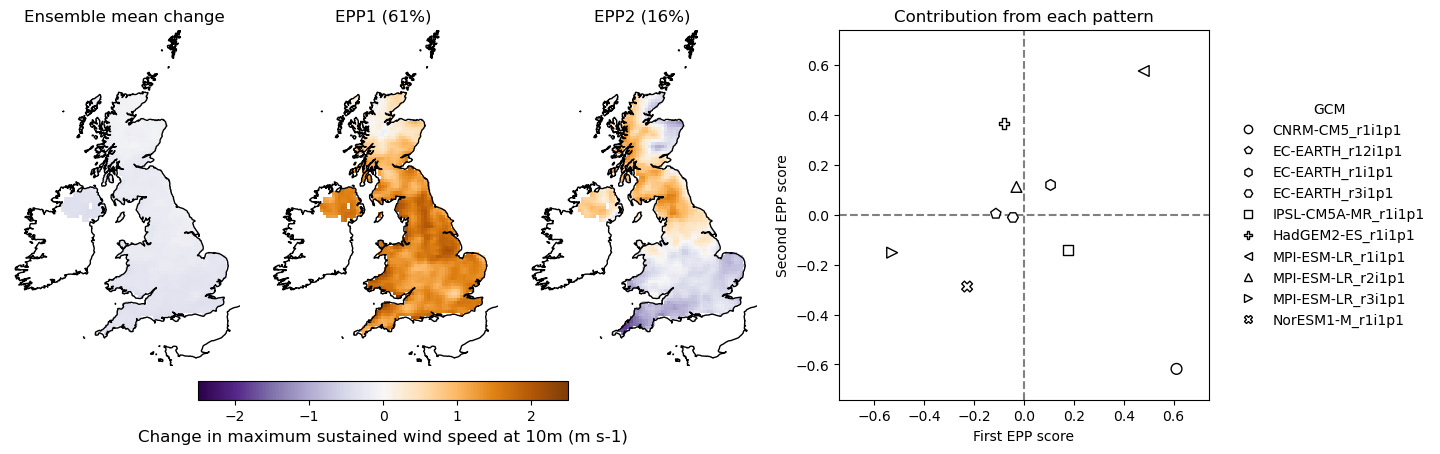 Ensemble mean change
EPP1 (61%)
EPP2 (16%)
Contribution from each pattern
0.6
0.4
0.2
0.0
−0.2
−0.4
−0.6
Second EPP score
−0.6
−0.4
−0.2
0.0
0.2
0.4
0.6
First EPP score
GCM
CNRM-CM5_r1i1p1
EC-EARTH_r12i1p1
EC-EARTH_r1i1p1
EC-EARTH_r3i1p1
IPSL-CM5A-MR_r1i1p1
HadGEM2-ES_r1i1p1
MPI-ESM-LR_r1i1p1
MPI-ESM-LR_r2i1p1
MPI-ESM-LR_r3i1p1
NorESM1-M_r1i1p1
−2
−1
0
1
2
Change in maximum sustained wind speed at 10m (m s-1)